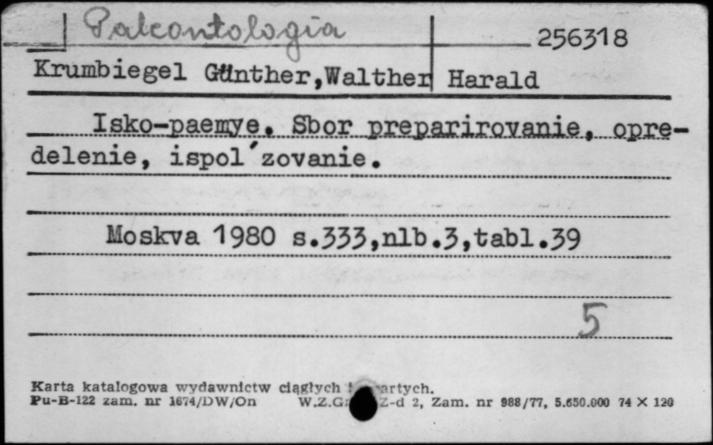 Paleontologia 256318
Krumbiegel Günther,Walther Harald
Isko-paemye. Sbor preparirovanie, opre-
delenie, ispol´zovanie.
Moskva 1980 s.333,nlb.3,tabl.39
5
Karta katalogowa wydawnictw ciągłych
Pu-B-122 zam. nr 1674/DW/On W.Z.Gr Z-d 2, Zam. nr 988/77, 5.650.000 74 X 120